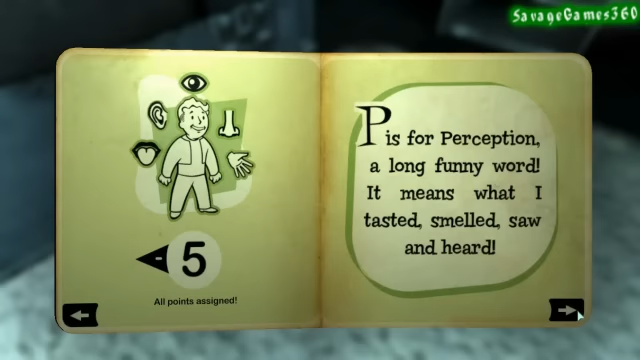 SavageGames360
P is for Perception,
a long funny word!
It means what I
tasted, smelled, saw
and heard!
5
All points assigned!